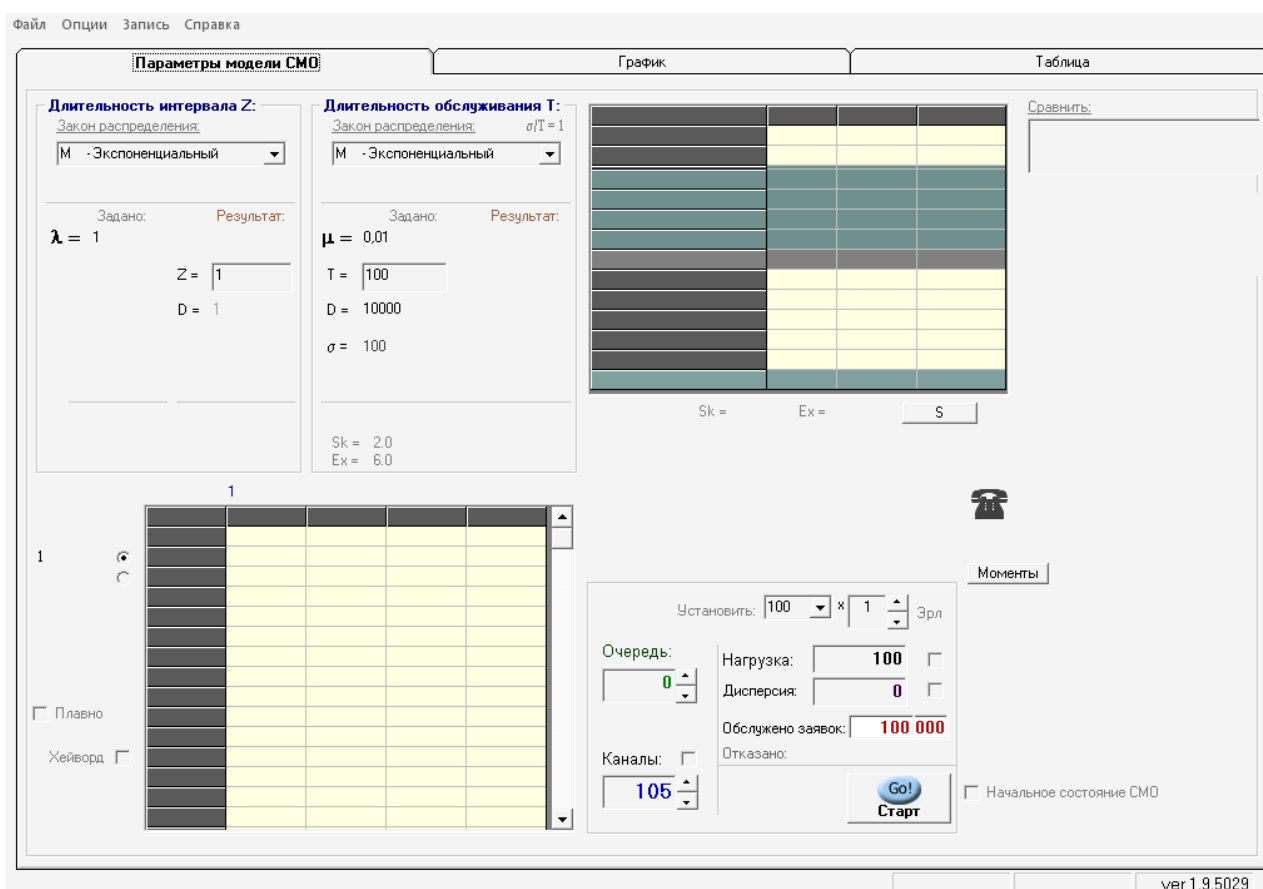 Файл Опции Запись Справка
Параметры модели СМО График Таблица
Длительность интервала Z:
Закон распределения:
М - Экспоненциальный
Задано: Результат:
λ = 1
Z = 1
D = 1
Длительность обслуживания Т:
Закон распределения: σ/T = 1
М - Экспоненциальный
Задано: Результат:
μ = 0,01
T = 100
D = 10000
σ = 100
Sk = 2.0
Ex = 6.0
Sk = Ex = S
Сравнить:
1
1
Плавно
Хейворд
Моменты
Установить: 100 x 1 Эрл
Очередь:
0
Каналы:
105
Нагрузка: 100
Дисперсия: 0
Обслужено заявок: 100 000
Отказано:
Go!
Старт
Начальное состояние СМО
ver 1.9.5029